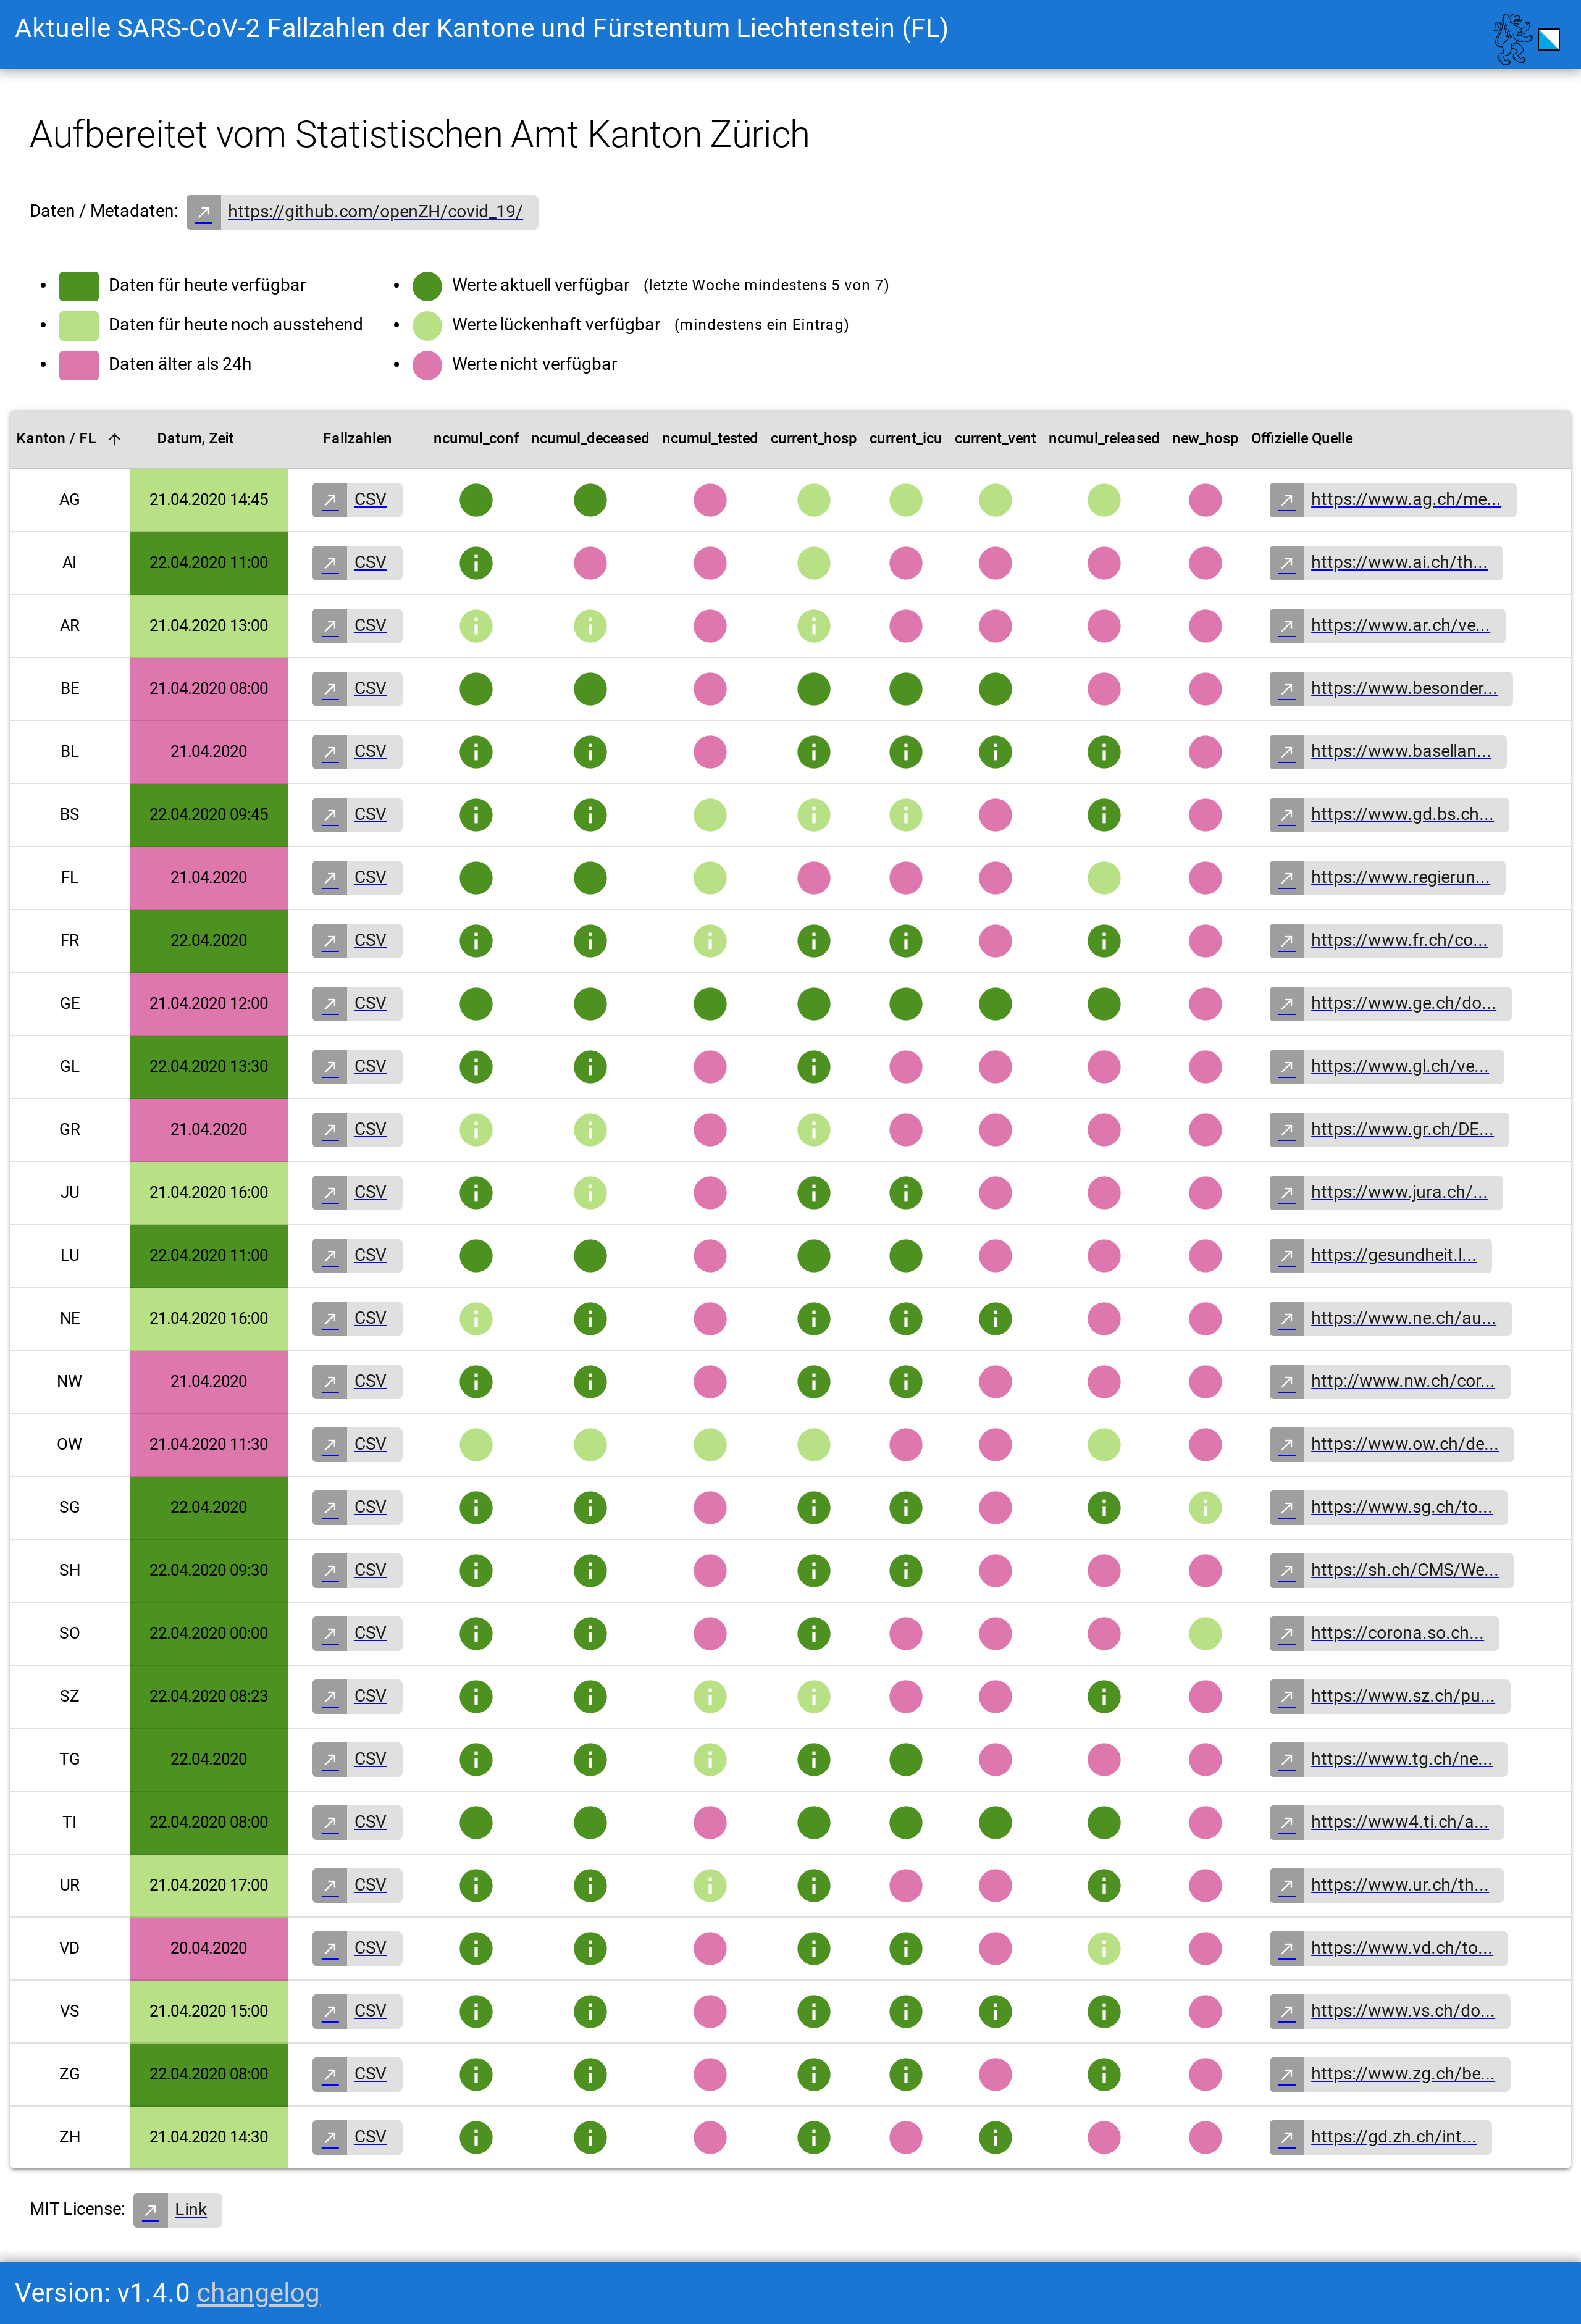 Aktuelle SARS-CoV-2 Fallzahlen der Kantone und Fürstentum Liechtenstein (FL)
Aufbereitet vom Statistischen Amt Kanton Zürich
Daten / Metadaten: https://github.com/openZH/covid_19/
Daten für heute verfügbar Werte aktuell verfügbar (letzte Woche mindestens 5 von 7)
Daten für heute noch ausstehend Werte lückenhaft verfügbar (mindestens ein Eintrag)
Daten älter als 24h Werte nicht verfügbar
Kanton / FL Datum, Zeit Fallzahlen ncumul_conf ncumul_deceased ncumul_tested current_hosp current_icu current_vent ncumul_released new_hosp Offizielle Quelle
AG 21.04.2020 14:45 CSV https://www.ag.ch/me...
AI 22.04.2020 11:00 CSV https://www.ai.ch/th...
AR 21.04.2020 13:00 CSV https://www.ar.ch/ve...
BE 21.04.2020 08:00 CSV https://www.besonder...
BL 21.04.2020 CSV https://www.basellan...
BS 22.04.2020 09:45 CSV https://www.gd.bs.ch...
FL 21.04.2020 CSV https://www.regierun...
FR 22.04.2020 CSV https://www.fr.ch/co...
GE 21.04.2020 12:00 CSV https://www.ge.ch/do...
GL 22.04.2020 13:30 CSV https://www.gl.ch/ve...
GR 21.04.2020 CSV https://www.gr.ch/DE...
JU 21.04.2020 16:00 CSV https://www.jura.ch/...
LU 22.04.2020 11:00 CSV https://gesundheit.l...
NE 21.04.2020 16:00 CSV https://www.ne.ch/au...
NW 21.04.2020 CSV http://www.nw.ch/cor...
OW 21.04.2020 11:30 CSV https://www.ow.ch/de...
SG 22.04.2020 CSV https://www.sg.ch/to...
SH 22.04.2020 09:30 CSV https://sh.ch/CMS/We...
SO 22.04.2020 00:00 CSV https://corona.so.ch...
SZ 22.04.2020 08:23 CSV https://www.sz.ch/pu...
TG 22.04.2020 CSV https://www.tg.ch/ne...
TI 22.04.2020 08:00 CSV https://www4.ti.ch/a...
UR 21.04.2020 17:00 CSV https://www.ur.ch/th...
VD 20.04.2020 CSV https://www.vd.ch/to...
VS 21.04.2020 15:00 CSV https://www.vs.ch/do...
ZG 22.04.2020 08:00 CSV https://www.zg.ch/be...
ZH 21.04.2020 14:30 CSV https://gd.zh.ch/int...
MIT License: Link
Version: v1.4.0 changelog